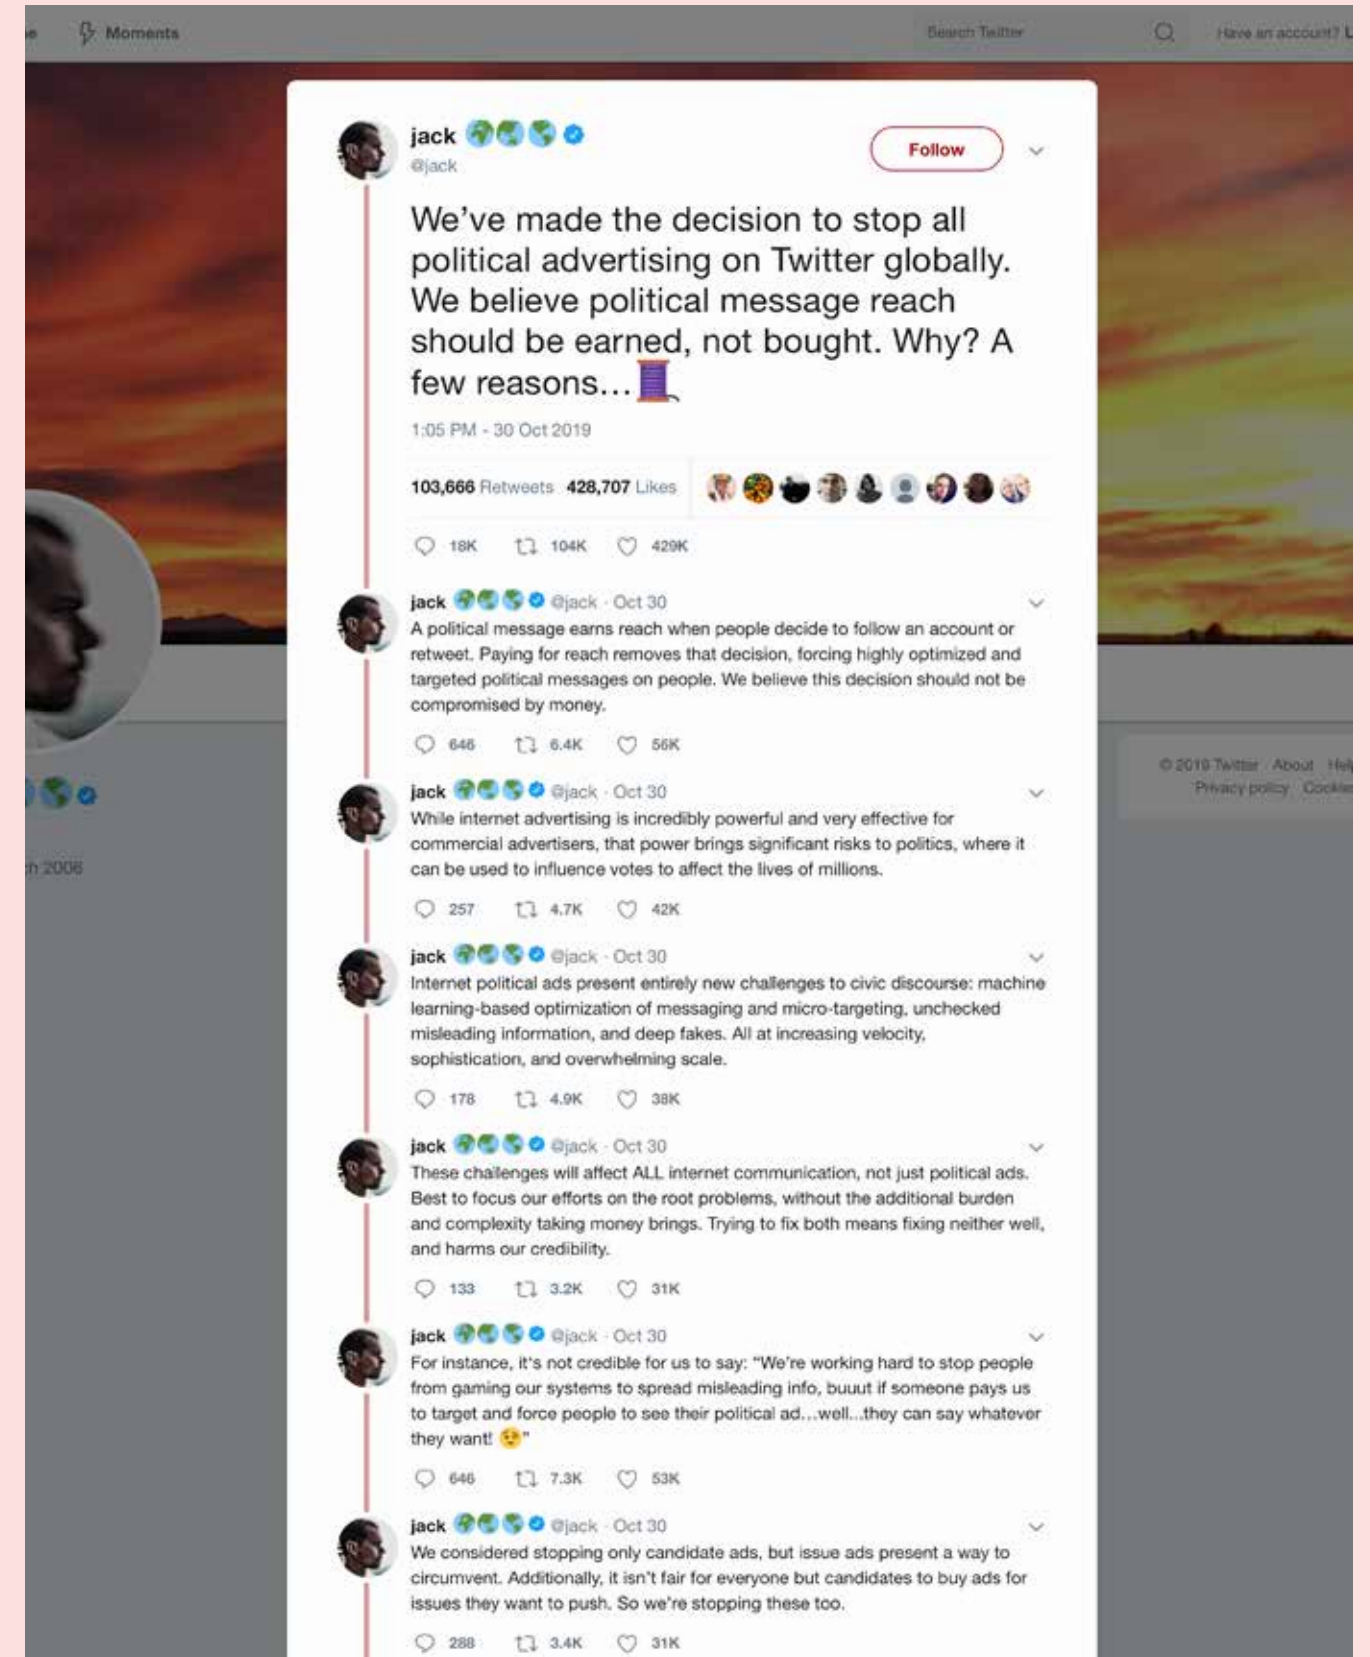 Moments
Search Twitter
Have an account?
jack
@jack
Follow
We've made the decision to stop all
political advertising on Twitter globally.
We believe political message reach
should be earned, not bought. Why? A
few reasons...
1:05 PM - 30 Oct 2019
103,666 Retweets 428,707 Likes
18K 104K 429K
jack @jack · Oct 30
A political message earns reach when people decide to follow an account or
retweet. Paying for reach removes that decision, forcing highly optimized and
targeted political messages on people. We believe this decision should not be
compromised by money.
646 6.4K 56K
jack @jack · Oct 30
While internet advertising is incredibly powerful and very effective for
commercial advertisers, that power brings significant risks to politics, where it
can be used to influence votes to affect the lives of millions.
257 4.7K 42K
jack @jack · Oct 30
Internet political ads present entirely new challenges to civic discourse: machine
learning-based optimization of messaging and micro-targeting, unchecked
misleading information, and deep fakes. All at increasing velocity,
sophistication, and overwhelming scale.
178 4.9K 38K
jack @jack · Oct 30
These challenges will affect ALL internet communication, not just political ads.
Best to focus our efforts on the root problems, without the additional burden
and complexity taking money brings. Trying to fix both means fixing neither well,
and harms our credibility.
133 3.2K 31K
jack @jack · Oct 30
For instance, it's not credible for us to say: "We're working hard to stop people
from gaming our systems to spread misleading info, buuut if someone pays us
to target and force people to see their political ad...well...they can say whatever
they want! 😉"
646 7.3K 53K
jack @jack · Oct 30
We considered stopping only candidate ads, but issue ads present a way to
circumvent. Additionally, it isn't fair for everyone but candidates to buy ads for
issues they want to push. So we're stopping these too.
288 3.4K 31K
© 2019 Twitter About
Privacy policy
2006